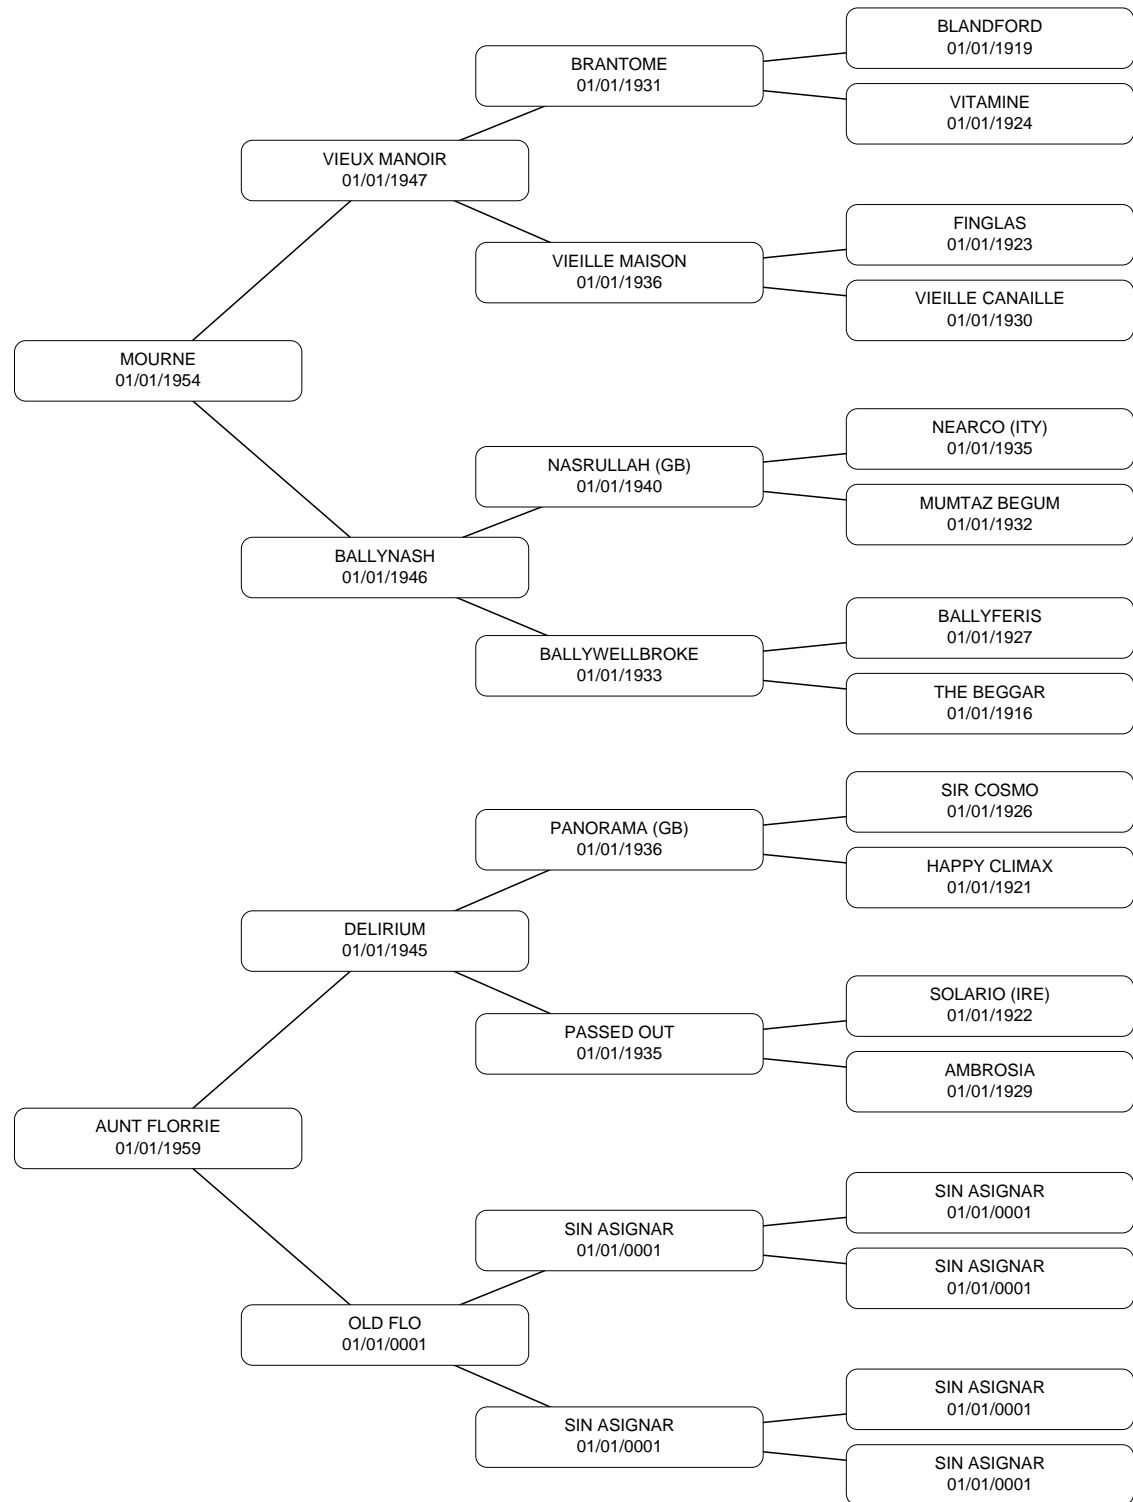 BLANDFORD
01/01/1919
BRANTOME
01/01/1931
VITAMINE
01/01/1924
VIEUX MANOIR
01/01/1947
FINGLAS
01/01/1923
VIEILLE MAISON
01/01/1936
VIEILLE CANAILLE
01/01/1930
MOURNE
01/01/1954
NEARCO (ITY)
01/01/1935
NASRULLAH (GB)
01/01/1940
MUMTAZ BEGUM
01/01/1932
BALLYNASH
01/01/1946
BALLYFERIS
01/01/1927
BALLYWELLBROKE
01/01/1933
THE BEGGAR
01/01/1916
SIR COSMO
01/01/1926
PANORAMA (GB)
01/01/1936
HAPPY CLIMAX
01/01/1921
DELIRIUM
01/01/1945
SOLARIO (IRE)
01/01/1922
PASSED OUT
01/01/1935
AMBROSIA
01/01/1929
AUNT FLORRIE
01/01/1959
SIN ASIGNAR
01/01/0001
SIN ASIGNAR
01/01/0001
SIN ASIGNAR
01/01/0001
OLD FLO
01/01/0001
SIN ASIGNAR
01/01/0001
SIN ASIGNAR
01/01/0001
SIN ASIGNAR
01/01/0001